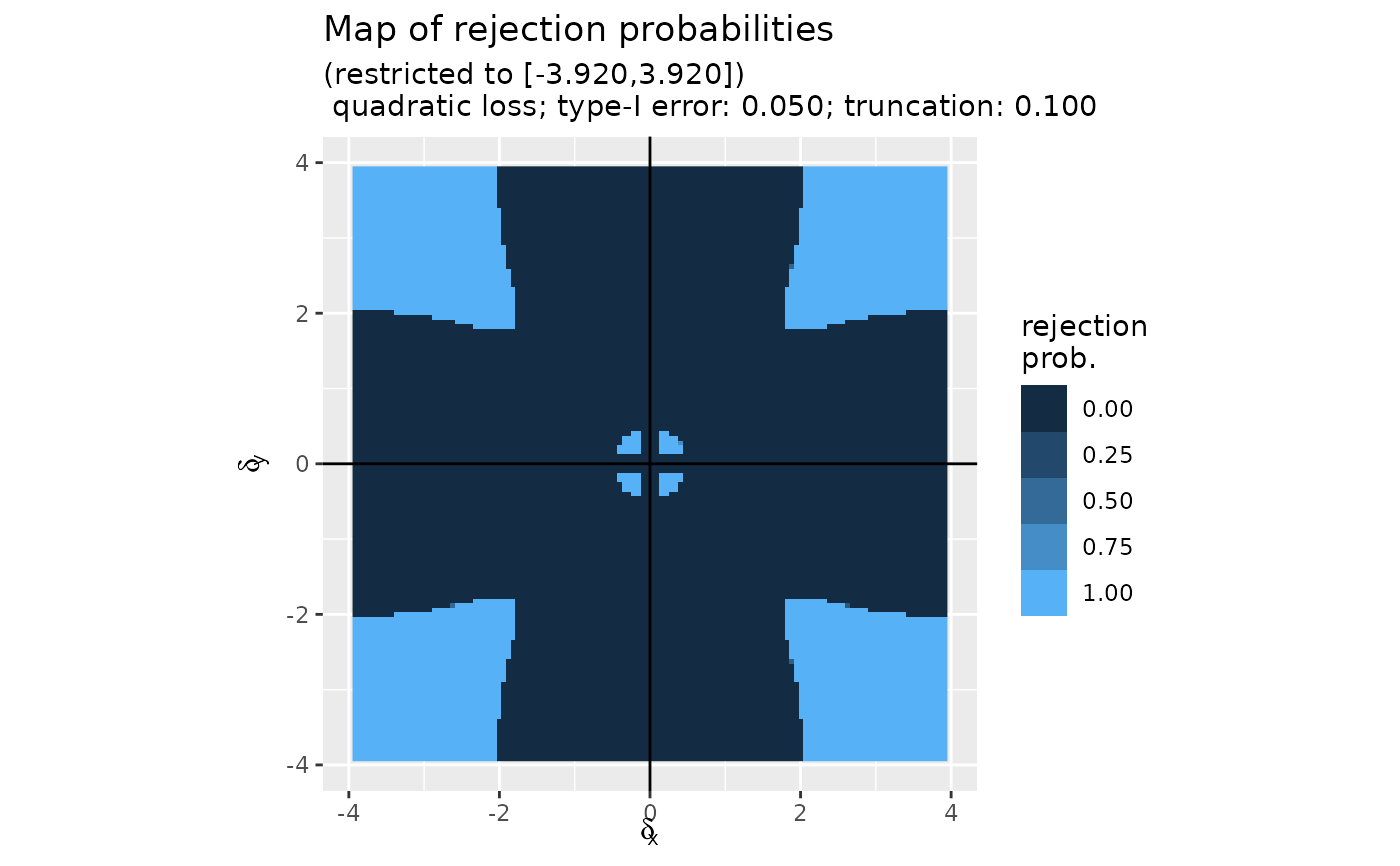 Map of rejection probabilities
(restricted to [-3.920,3.920])
quadratic loss; type-I error: 0.050; truncation: 0.100
4
2
0
-2
-4
δy
-4 -2 0 2 4
δx
rejection
prob.
0.00
0.25
0.50
0.75
1.00